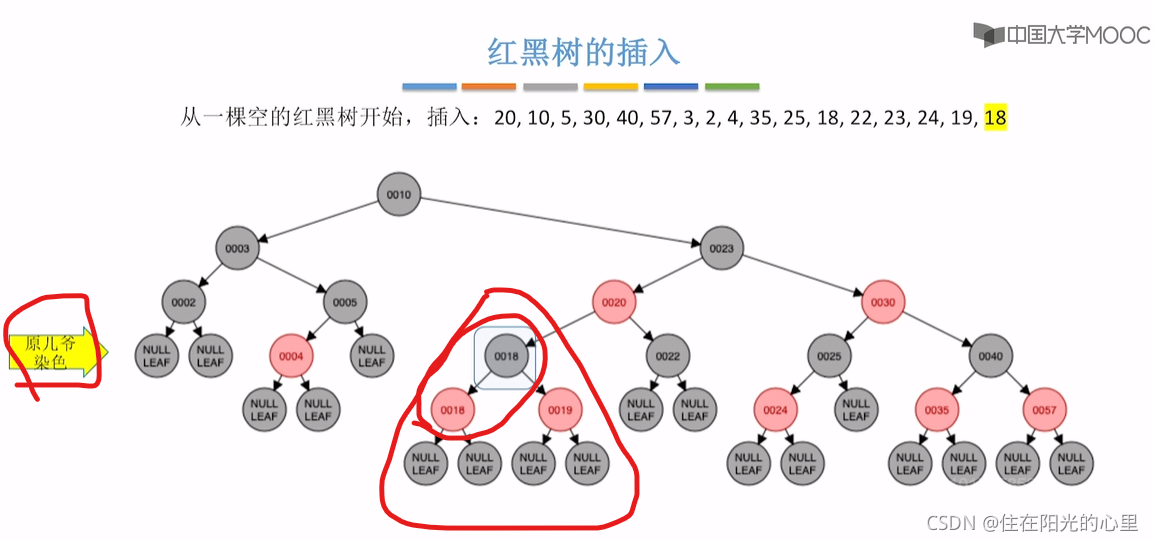 中国大学MOOC
红黑树的插入
从一棵空的红黑树开始，插入：20, 10, 5, 30, 40, 57, 3, 2, 4, 35, 25, 18, 22, 23, 24, 19, 18
0010
0003
0023
0002
0005
0020
0030
原儿爷
染色
NULL LEAF
NULL LEAF
0004
NULL LEAF
0018
0022
0025
0040
NULL LEAF
NULL LEAF
0018
0019
NULL LEAF
NULL LEAF
0024
NULL LEAF
0035
0057
NULL LEAF
NULL LEAF
NULL LEAF
NULL LEAF
NULL LEAF
NULL LEAF
NULL LEAF
NULL LEAF
NULL LEAF
NULL LEAF
CSDN @住在阳光的心里